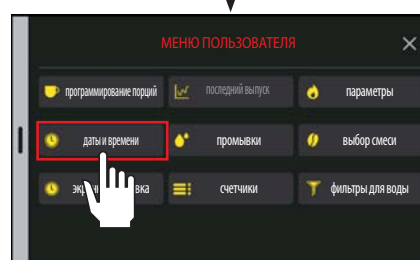 МЕНЮ ПОЛЬЗОВАТЕЛЯ
программирование порций
последний выпуск
параметры
даты и времени
промывки
выбор смеси
счетчики
фильтры для воды